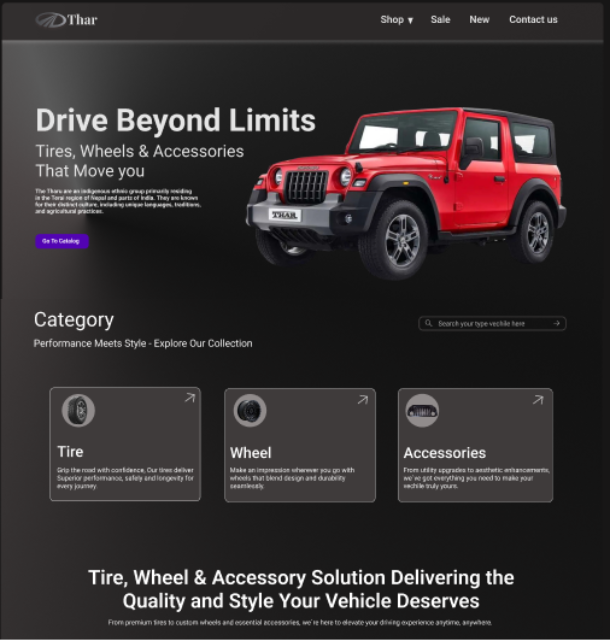 Thar
Shop ▼ Sale New Contact us
Drive Beyond Limits
Tires, Wheels & Accessories
That Move you
The Tharu are an indigenous ethnic group primarily residing
in the Terai region of Nepal and parts of India. They are known
for their distinct culture, including unique languages, traditions,
and agricultural practices.
Go To Catalog
THAR
Category
Search your type vechile here
Performance Meets Style - Explore Our Collection
Tire
Grip the road with confidence, Our tires deliver
Superior performance, safely and longevity for
every journey.
Wheel
Make an impression wherever you go with
wheels that blend design and durability
seamlessly.
Accessories
From utility upgrades to aesthetic enhancements,
we`ve got everything you need to make your
vechile truly yours.
Tire, Wheel & Accessory Solution Delivering the
Quality and Style Your Vehicle Deserves
From premium tires to custom wheels and essential accessories, we`re here to elevate your driving experience anytime, anywhere.